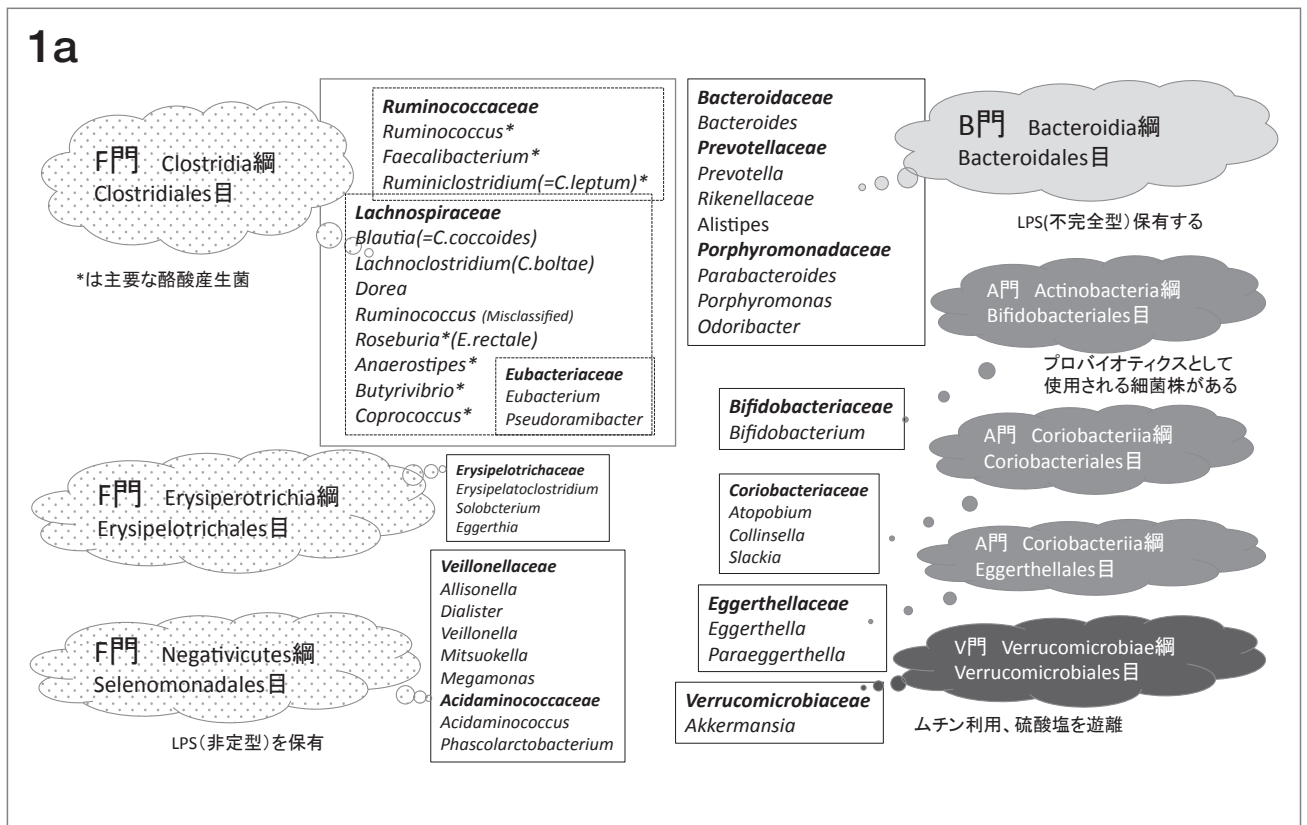 1a
F門 Clostridia綱
Clostridiales目
*は主要な酪酸産生菌
Ruminococcaceae
Ruminococcus*
Faecalibacterium*
Ruminiclostridium(=C.leptum)*
Lachnospiraceae
Blautia(=C.coccoides)
Lachnoclostridium(C.boltae)
Dorea
Ruminococcus (Misclassified)
Roseburia*(E.rectale)
Anaerostipes*
Butyrivibrio*
Coprococcus*
Eubacteriaceae
Eubacterium
Pseudoramibacter
F門 Erysiperotrichia綱
Erysipelotrichales目
Erysipelotrichaceae
Erysipelatoclostridium
Solobcterium
Eggerthia
F門 Negativicutes綱
Selenomonadales目
LPS(非定型)を保有
Veillonellaceae
Allisonella
Dialister
Veillonella
Mitsuokella
Megamonas
Acidaminococcaceae
Acidaminococcus
Phascolarctobacterium
Bacteroidaceae
Bacteroides
Prevotellaceae
Prevotella
Rikenellaceae
Alistipes
Porphyromonadaceae
Parabacteroides
Porphyromonas
Odoribacter
B門 Bacteroidia綱
Bacteroidales目
LPS(不完全型)保有する
A門 Actinobacteria綱
Bifidobacteriales目
プロバイオティクスとして
使用される細菌株がある
Bifidobacteriaceae
Bifidobacterium
A門 Coriobacteriia綱
Coriobacteriales目
Coriobacteriaceae
Atopobium
Collinsella
Slackia
A門 Coriobacteriia綱
Eggerthellales目
Eggerthellaceae
Eggerthella
Paraeggerthella
V門 Verrucomicrobiae綱
Verrucomicrobiales目
Verrucomicrobiaceae
Akkermansia
ムチン利用、硫酸塩を遊離